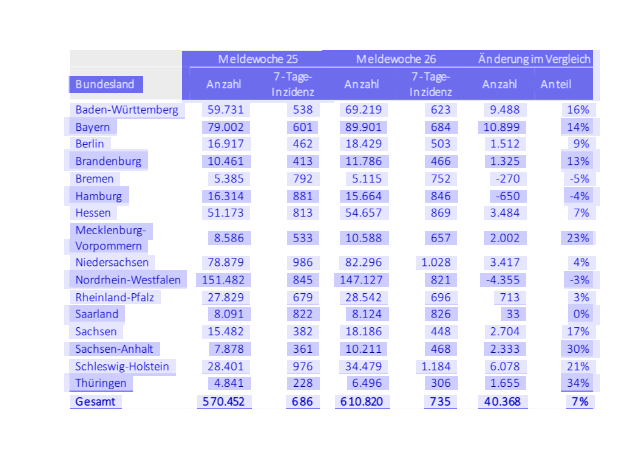 Meldewoche 25 Meldewoche 26 Änderung im Vergleich
Bundesland Anzahl 7-Tage-Inzidenz Anzahl 7-Tage-Inzidenz Anzahl Anteil
Baden-Württemberg 59.731 538 69.219 623 9.488 16%
Bayern 79.002 601 89.901 684 10.899 14%
Berlin 16.917 462 18.429 503 1.512 9%
Brandenburg 10.461 413 11.786 466 1.325 13%
Bremen 5.385 792 5.115 752 -270 -5%
Hamburg 16.314 881 15.664 846 -650 -4%
Hessen 51.173 813 54.657 869 3.484 7%
Mecklenburg-
Vorpommern 8.586 533 10.588 657 2.002 23%
Niedersachsen 78.879 986 82.296 1.028 3.417 4%
Nordrhein-Westfalen 151.482 845 147.127 821 -4.355 -3%
Rheinland-Pfalz 27.829 679 28.542 696 713 3%
Saarland 8.091 822 8.124 826 33 0%
Sachsen 15.482 382 18.186 448 2.704 17%
Sachsen-Anhalt 7.878 361 10.211 468 2.333 30%
Schleswig-Holstein 28.401 976 34.479 1.184 6.078 21%
Thüringen 4.841 228 6.496 306 1.655 34%
Gesamt 570.452 686 610.820 735 40.368 7%